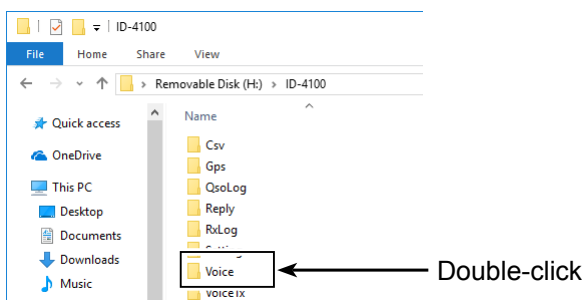 ID-4100
File Home Share View
Removable Disk (H:) > ID-4100
Name
Quick access
OneDrive
This PC
Desktop
Documents
Downloads
Music
Csv
Gps
QsoLog
Reply
RxLog
Voice
VoiceTx
Double-click